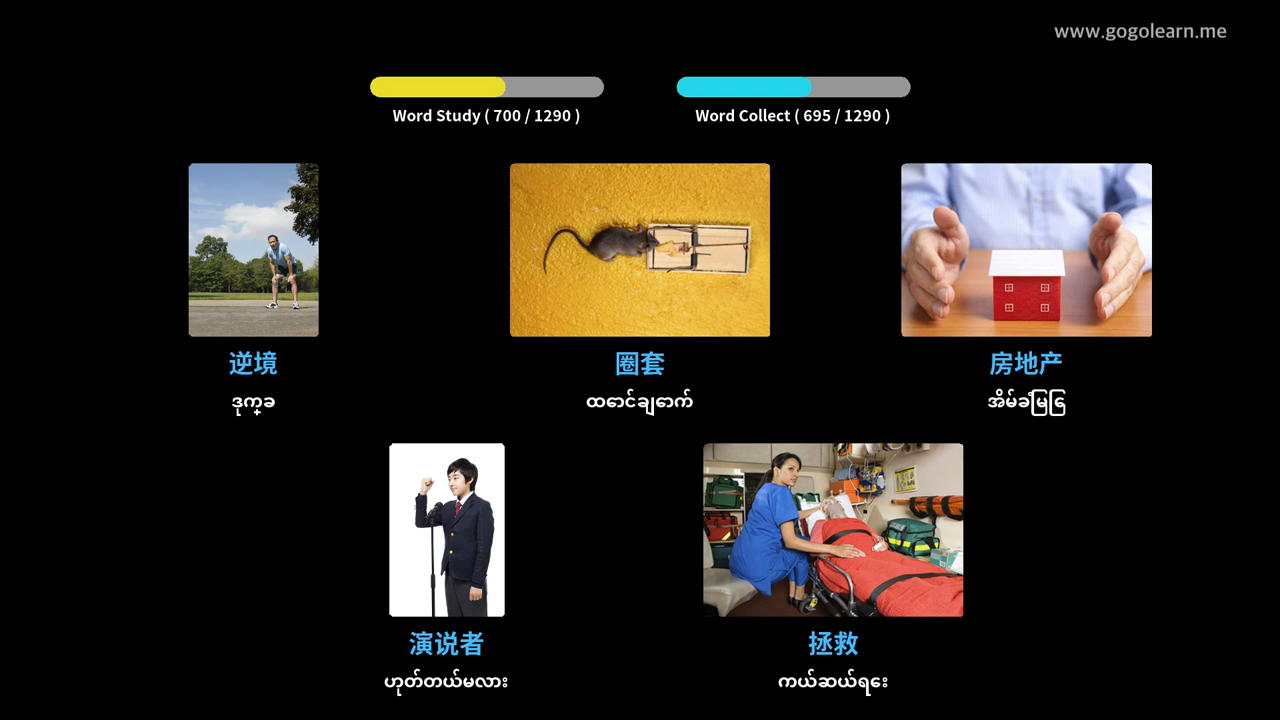 www.gogolearn.me
Word Study ( 700 / 1290 )
Word Collect ( 695 / 1290 )
逆境
ဒုက္ခ
圈套
ထောင်ချောက်
房地产
အိမ်ခံမြေ
演说者
ဟုတ်တယ်မလား
拯救
ကယ်ဆယ်ရေး